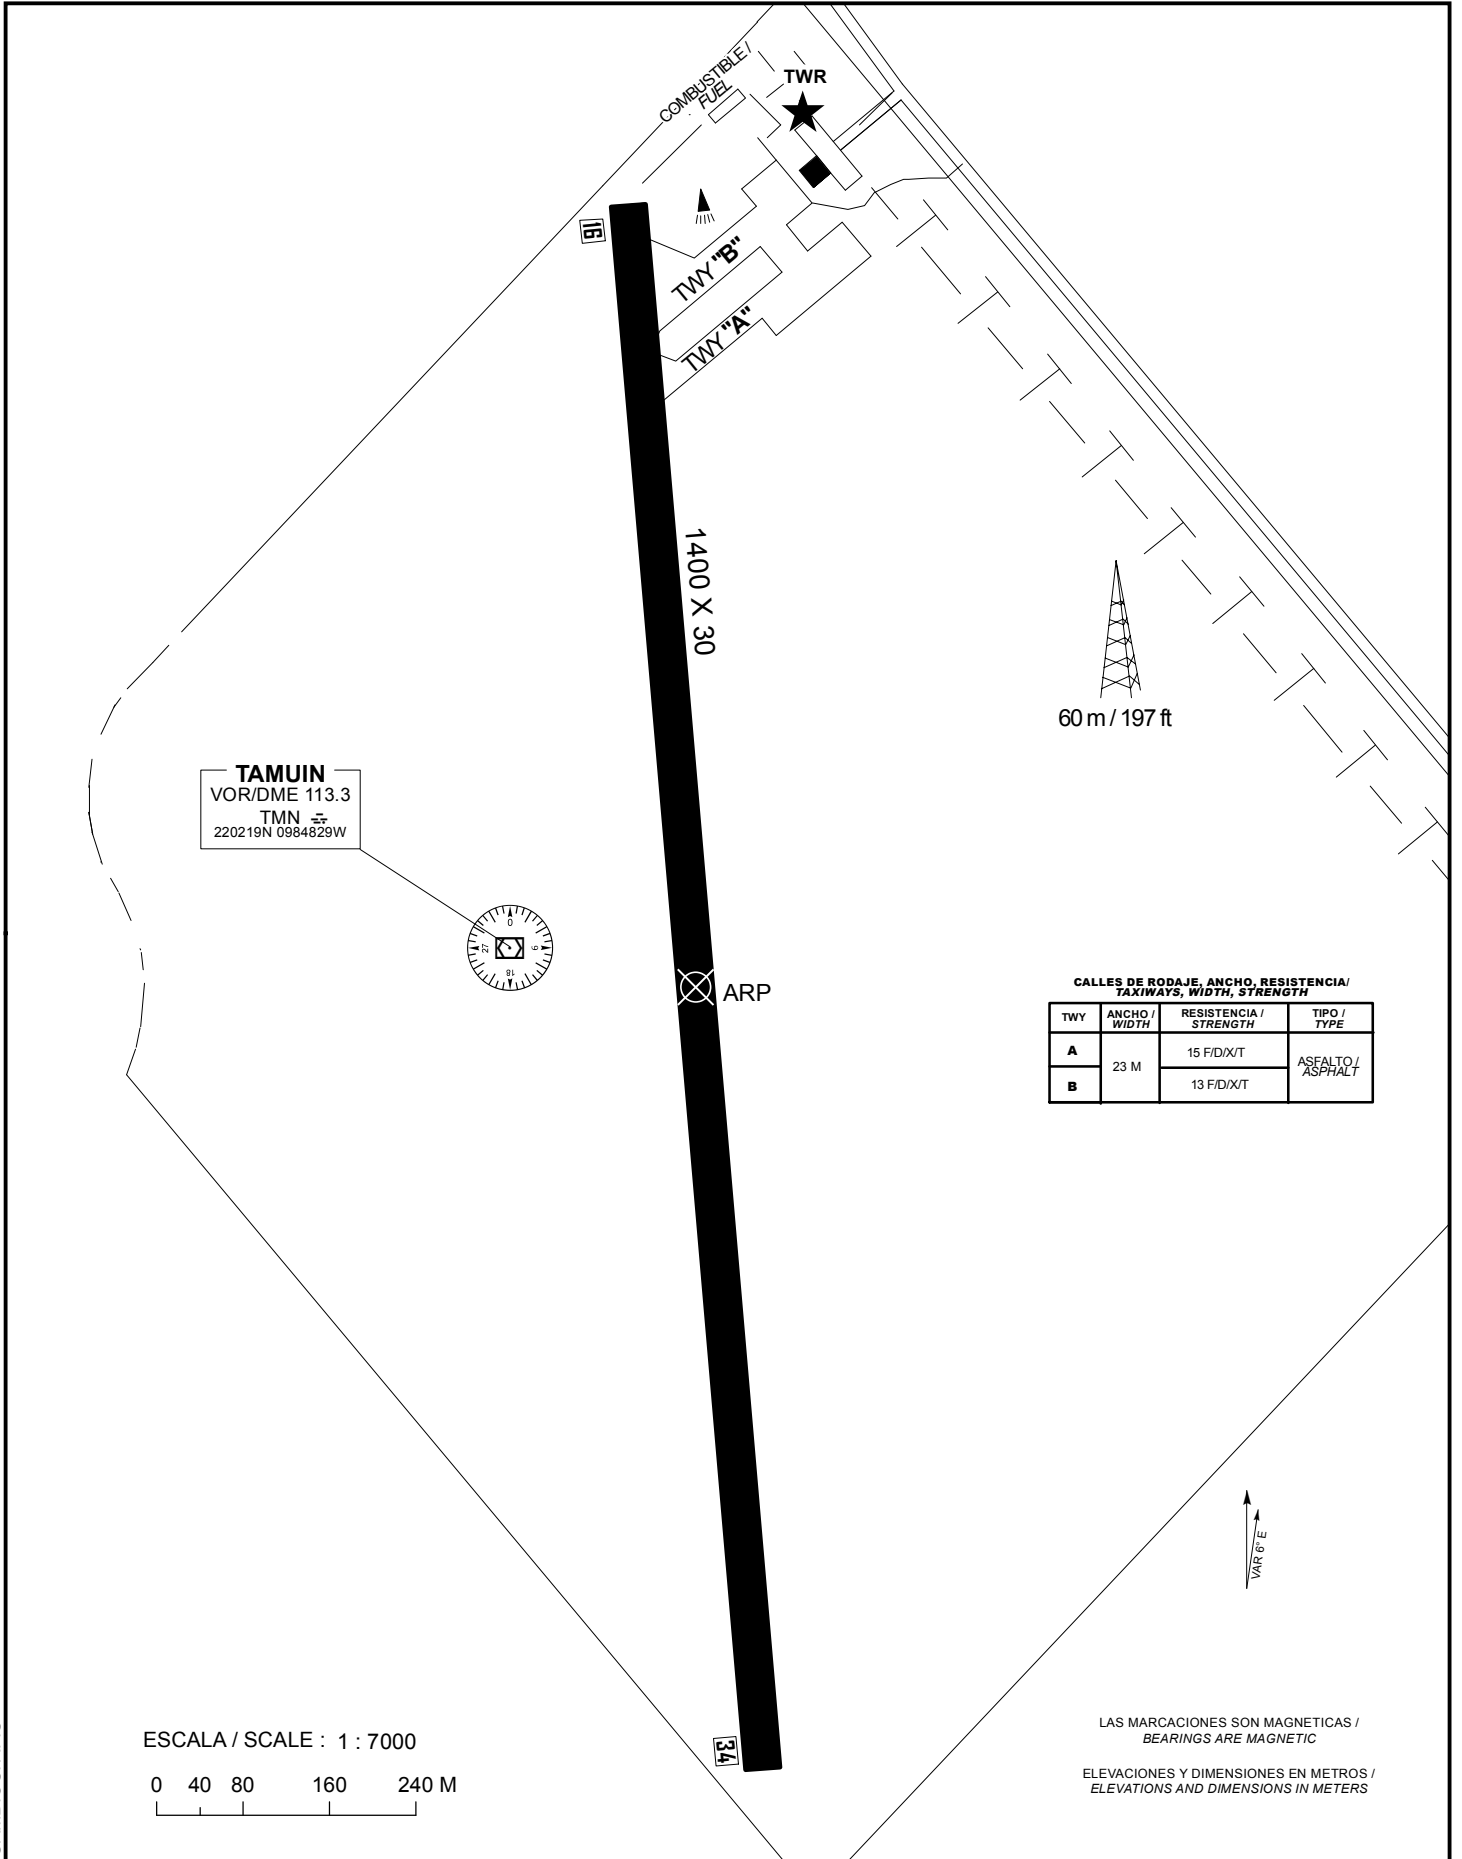 COMBUSTIBLE /
FUEL
TWR
16
TWY "B"
TWY "A"
1400 X 30
60 m / 197 ft
TAMUIN
VOR/DME 113.3
TMN
220219N 0984829W
0
9
18
27
ARP
CALLES DE RODAJE, ANCHO, RESISTENCIA/
TAXIWAYS, WIDTH, STRENGTH
TWY
ANCHO /
WIDTH
RESISTENCIA /
STRENGTH
TIPO /
TYPE
A
23 M
15 F/D/X/T
ASFALTO /
ASPHALT
B
13 F/D/X/T
VAR 6° E
34
ESCALA / SCALE : 1 : 7000
0 40 80 160 240 M
LAS MARCACIONES SON MAGNETICAS /
BEARINGS ARE MAGNETIC
ELEVACIONES Y DIMENSIONES EN METROS /
ELEVATIONS AND DIMENSIONS IN METERS